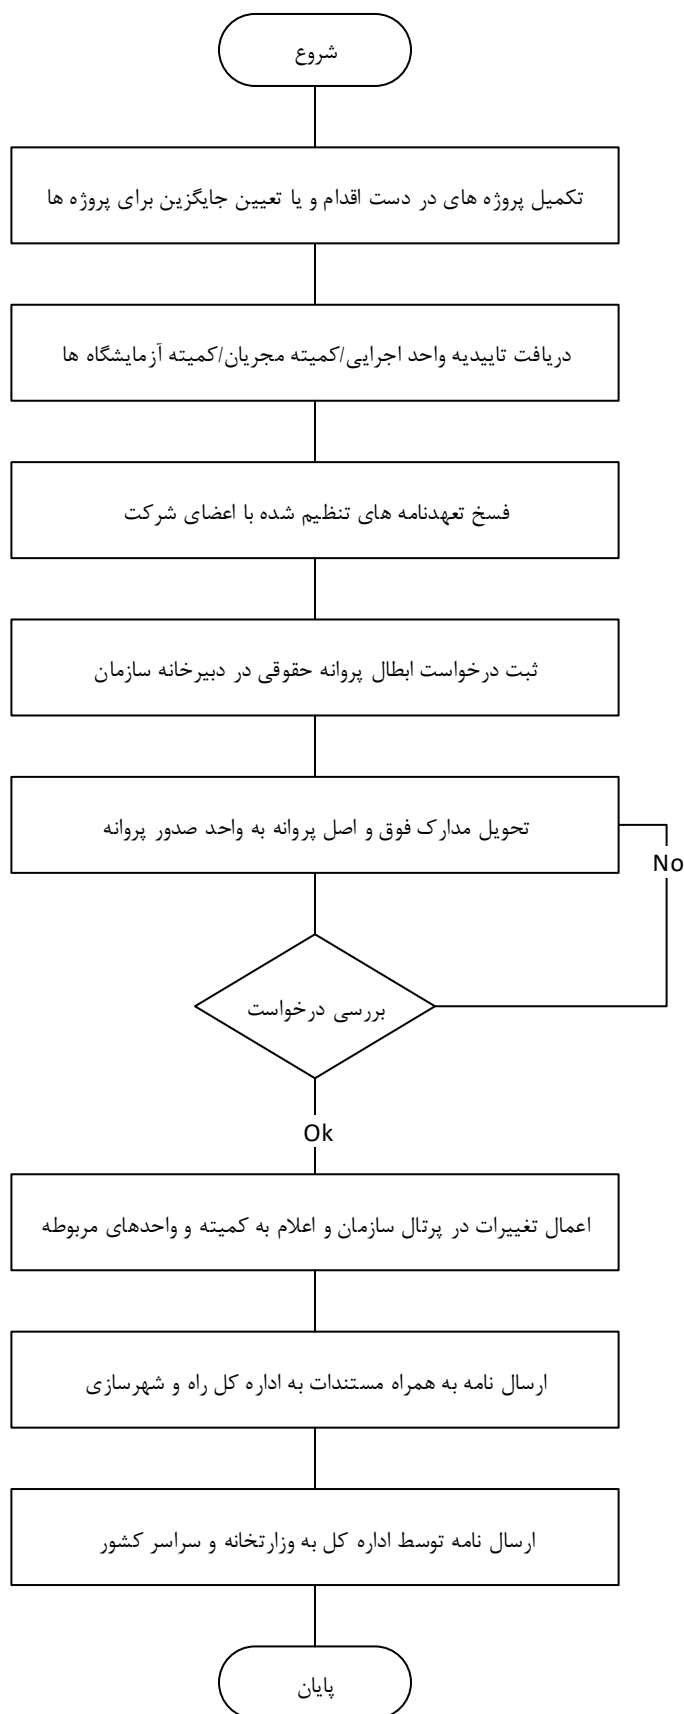 شروع
تکمیل پروژه های در دست اقدام و یا تعیین جایگزین برای پروژه ها
دریافت تاییدیه واحد اجرایی/کمیته مجریان/کمیته آزمایشگاه ها
فسخ تعهدنامه های تنظیم شده با اعضای شرکت
ثبت درخواست ابطال پروانه حقوقی در دبیرخانه سازمان
تحویل مدارک فوق و اصل پروانه به واحد صدور پروانه
No
بررسی درخواست
Ok
اعمال تغییرات در پرتال سازمان و اعلام به کمیته و واحدهای مربوطه
ارسال نامه به همراه مستندات به اداره کل راه و شهرسازی
ارسال نامه توسط اداره کل به وزارتخانه و سراسر کشور
پایان